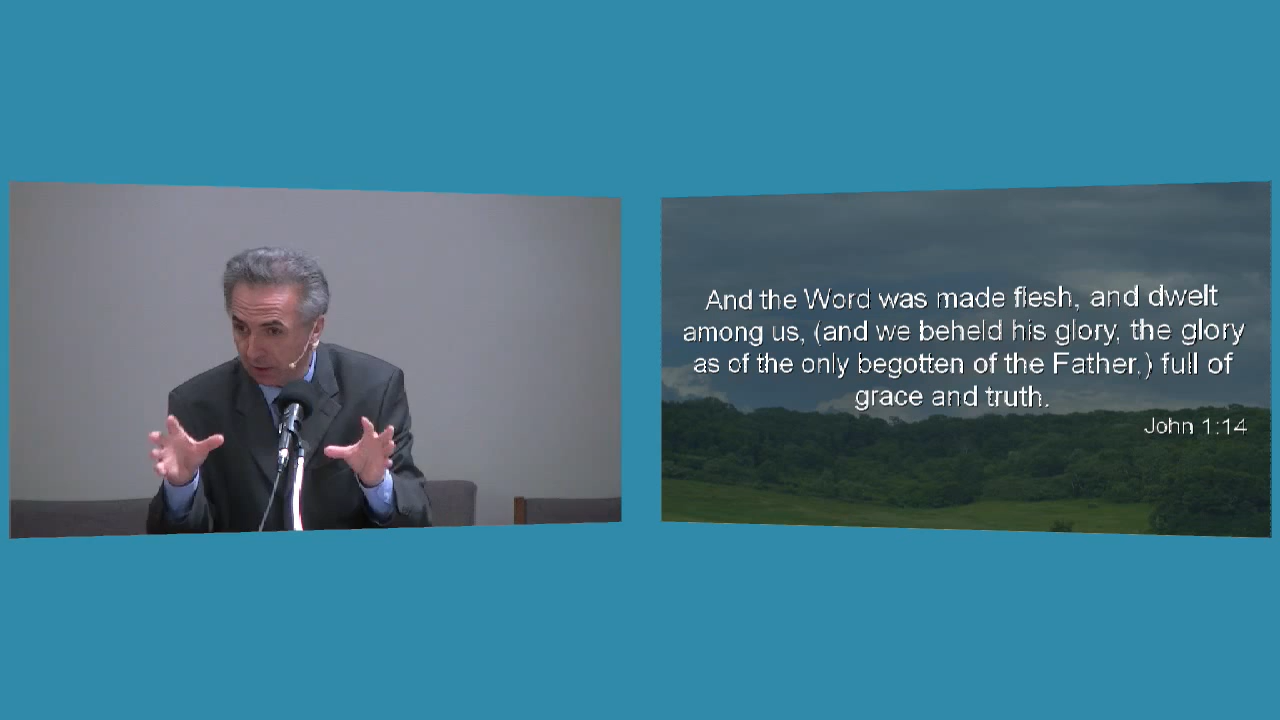 And the Word was made flesh, and dwelt
among us, (and we beheld his glory, the glory
as of the only begotten of the Father,) full of
grace and truth.
John 1:14